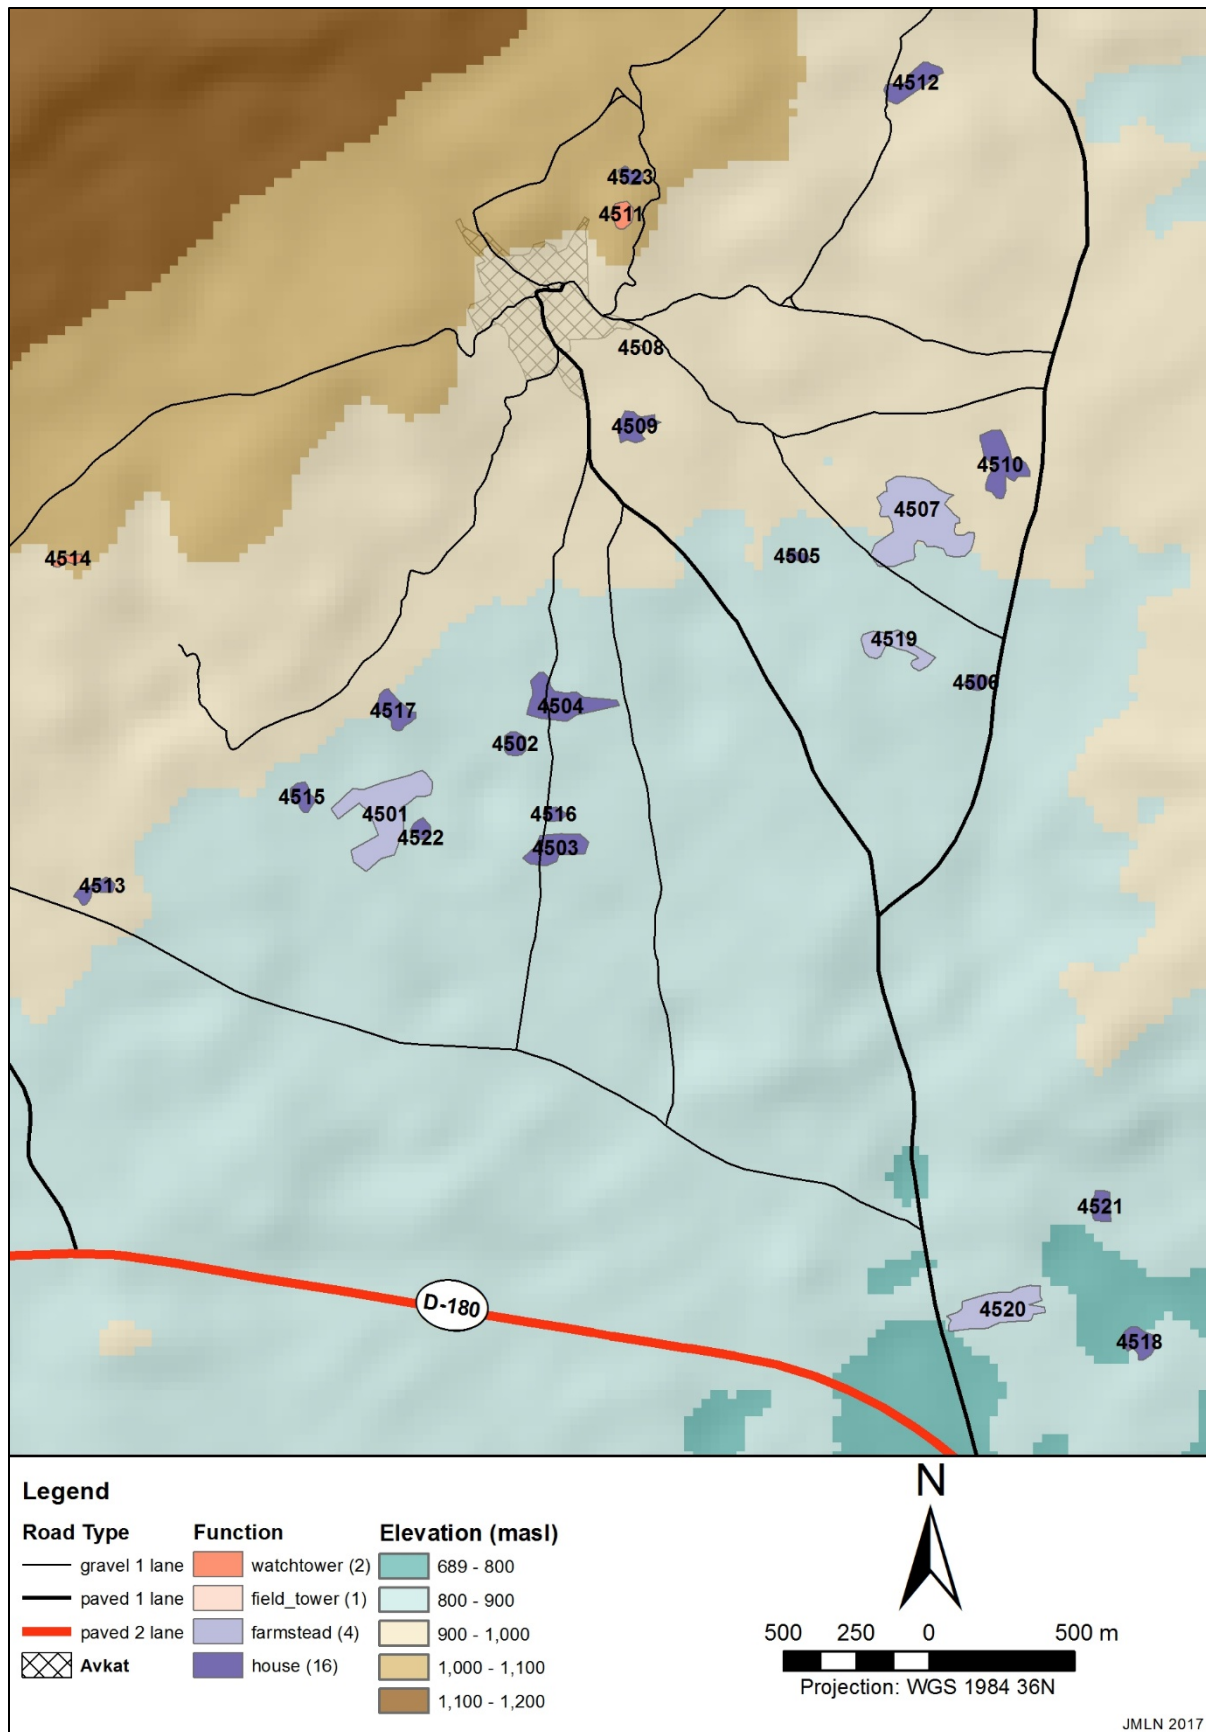 4512
4523
4511
4508
4509
4510
4507
4505
4514
4519
4506
4517
4504
4502
4515
4501
4516
4522
4503
4513
4521
D-180
4520
4518
Legend
Road Type
gravel 1 lane
paved 1 lane
paved 2 lane
Avkat
Function
watchtower (2)
field_tower (1)
farmstead (4)
house (16)
Elevation (masl)
689 - 800
800 - 900
900 - 1,000
1,000 - 1,100
1,100 - 1,200
N
500 250 0 500 m
Projection: WGS 1984 36N
JMLN 2017